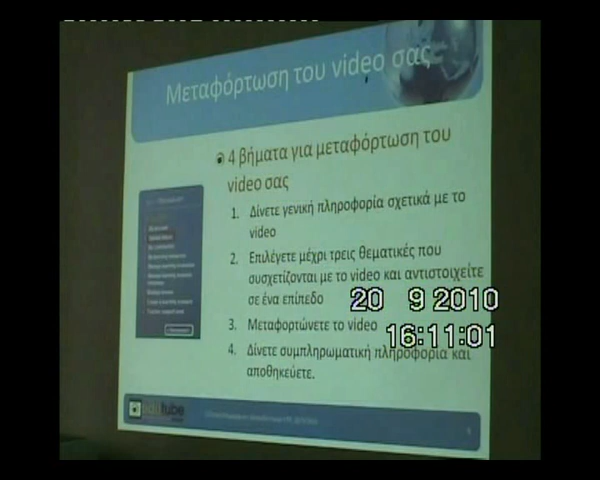 Μεταφόρτωση του video σας
4 βήματα για μεταφόρτωση του
video σας
1. Δίνετε γενική πληροφορία σχετικά με το
video
2. Επιλέγετε μέχρι τρεις θεματικές που
συσχετίζονται με το video και αντιστοιχείτε
σε ένα επίπεδο
3. Μεταφορτώνετε το video
4. Δίνετε συμπληρωματική πληροφορία και
αποθηκεύετε.
20 9 2010
16:11:01
edutube